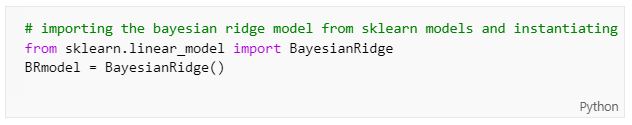 # importing the bayesian ridge model from sklearn models and instantiating
from sklearn.linear_model import BayesianRidge
BRmodel = BayesianRidge()
Python